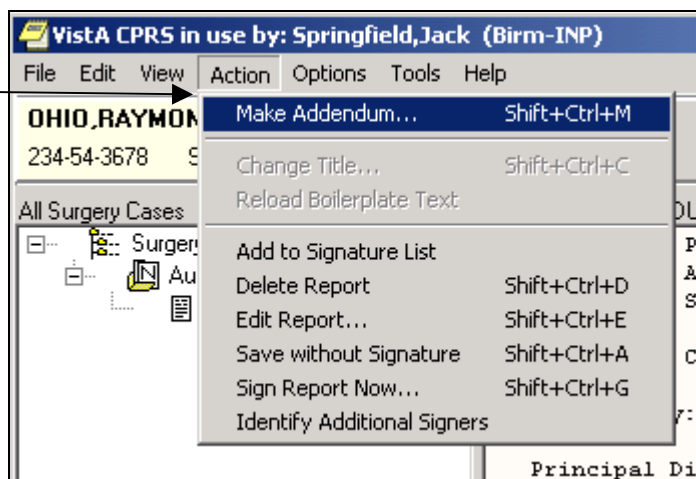 VistA CPRS in use by: Springfield,Jack (Birm-INP)
File Edit View Action Options Tools Help
OHIO,RAYMON
234-54-3678 S
Make Addendum... Shift+Ctrl+M
Change Title... Shift+Ctrl+C
Reload Boilerplate Text
All Surgery Cases
Surger
Au
Add to Signature List
Delete Report Shift+Ctrl+D
Edit Report... Shift+Ctrl+E
Save without Signature Shift+Ctrl+A
Sign Report Now... Shift+Ctrl+G
Identify Additional Signers
P
A
S
C
y:
Principal Di